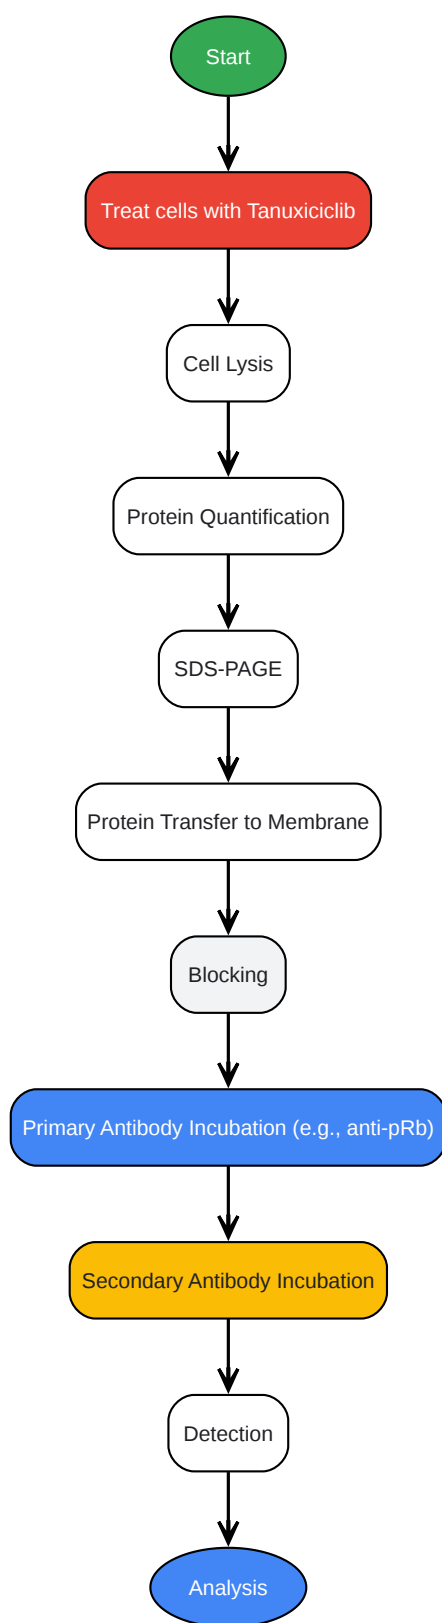 Start
Treat cells with Tanuxiciclib
Cell Lysis
Protein Quantification
SDS-PAGE
Protein Transfer to Membrane
Blocking
Primary Antibody Incubation (e.g., anti-pRb)
Secondary Antibody Incubation
Detection
Analysis